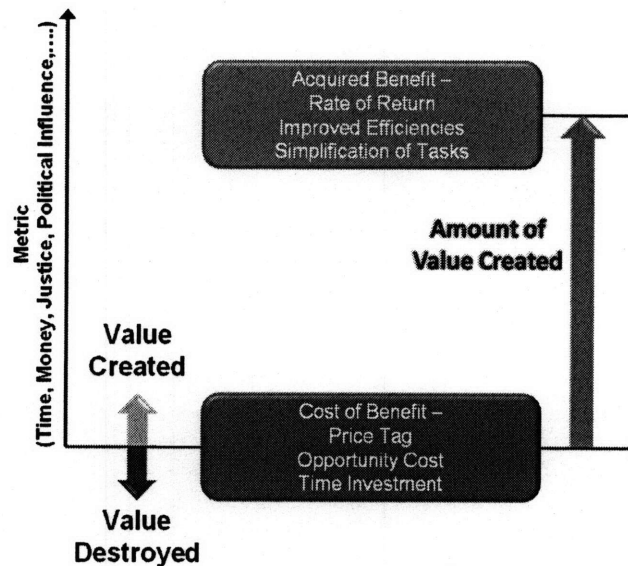 Metric
(Time, Money, Justice, Political Influence,....)
Acquired Benefit –
Rate of Return
Improved Efficiencies
Simplification of Tasks
Amount of
Value Created
Value
Created
Cost of Benefit –
Price Tag
Opportunity Cost
Time Investment
Value
Destroyed